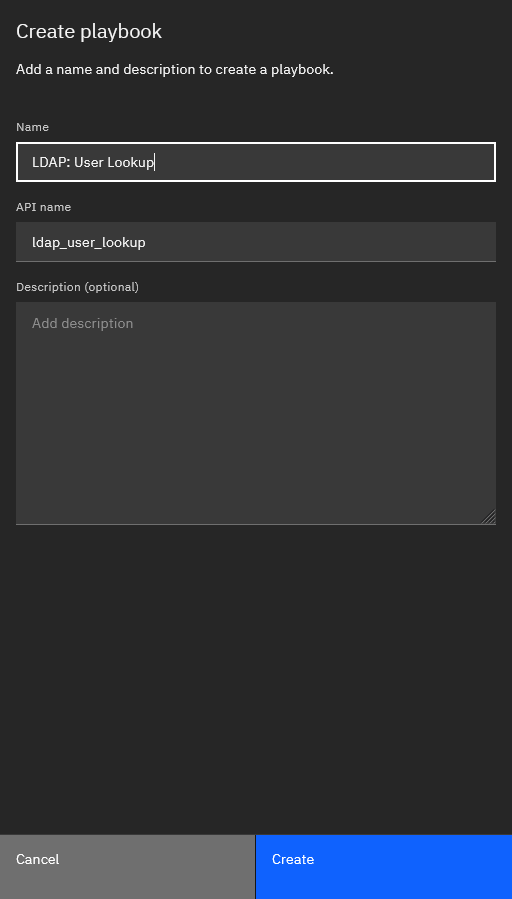 Create playbook
Add a name and description to create a playbook.
Name
LDAP: User Lookup
API name
ldap_user_lookup
Description (optional)
Add description
Cancel
Create